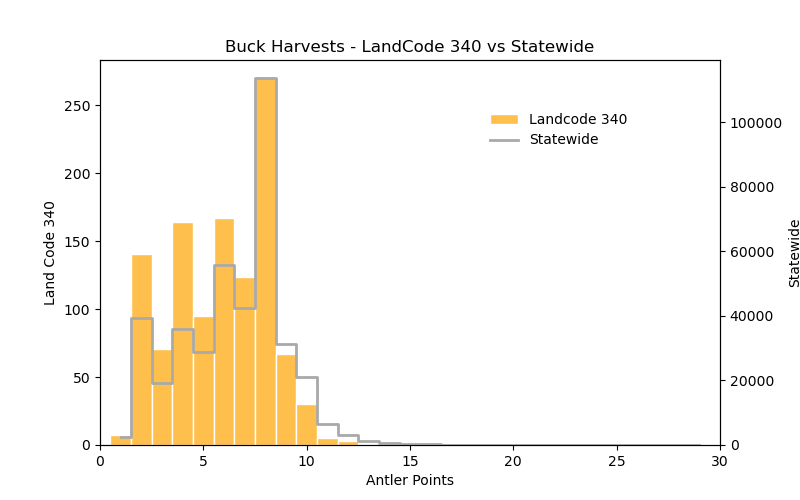 Buck Harvests - LandCode 340 vs Statewide
Landcode 340
Statewide
Land Code 340
250
200
150
100
50
0
100000
80000
60000
40000
20000
0
Statewide
0 5 10 15 20 25 30
Antler Points